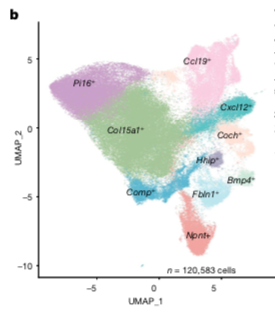 b
5
0
−5
−10
UMAP_2
Ccl19⁺
Pi16⁺
Cxcl12⁺
Col15a1⁺
Coch⁺
Hhip⁺
Bmp4⁺
Comp⁺
Fbln1⁺
Npnt+
n = 120,583 cells
−5
0
5
UMAP_1